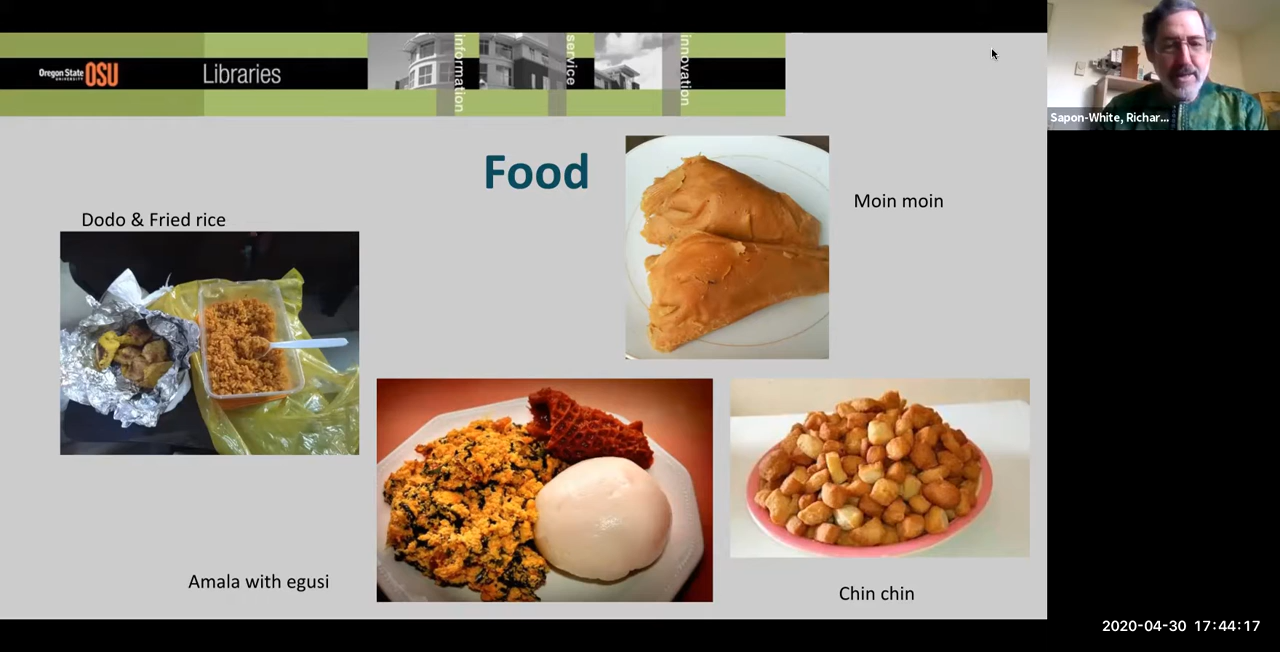 Oregon State
UNIVERSITY
OSU
Libraries
information
service
innovation
Sapon-White, Richar...
Food
Moin moin
Dodo & Fried rice
Amala with egusi
Chin chin
2020-04-30 17:44:17